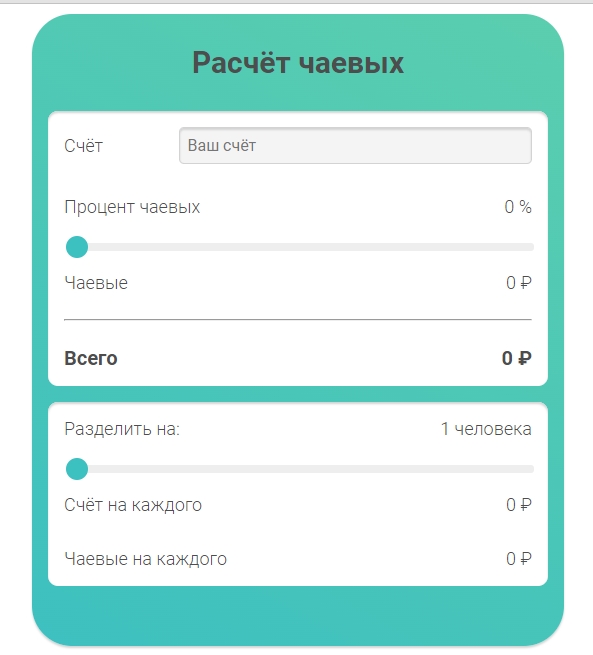 Расчёт чаевых
Счёт Ваш счёт
Процент чаевых 0 %
Чаевые 0 ₽
Всего 0 ₽
Разделить на: 1 человека
Счёт на каждого 0 ₽
Чаевые на каждого 0 ₽